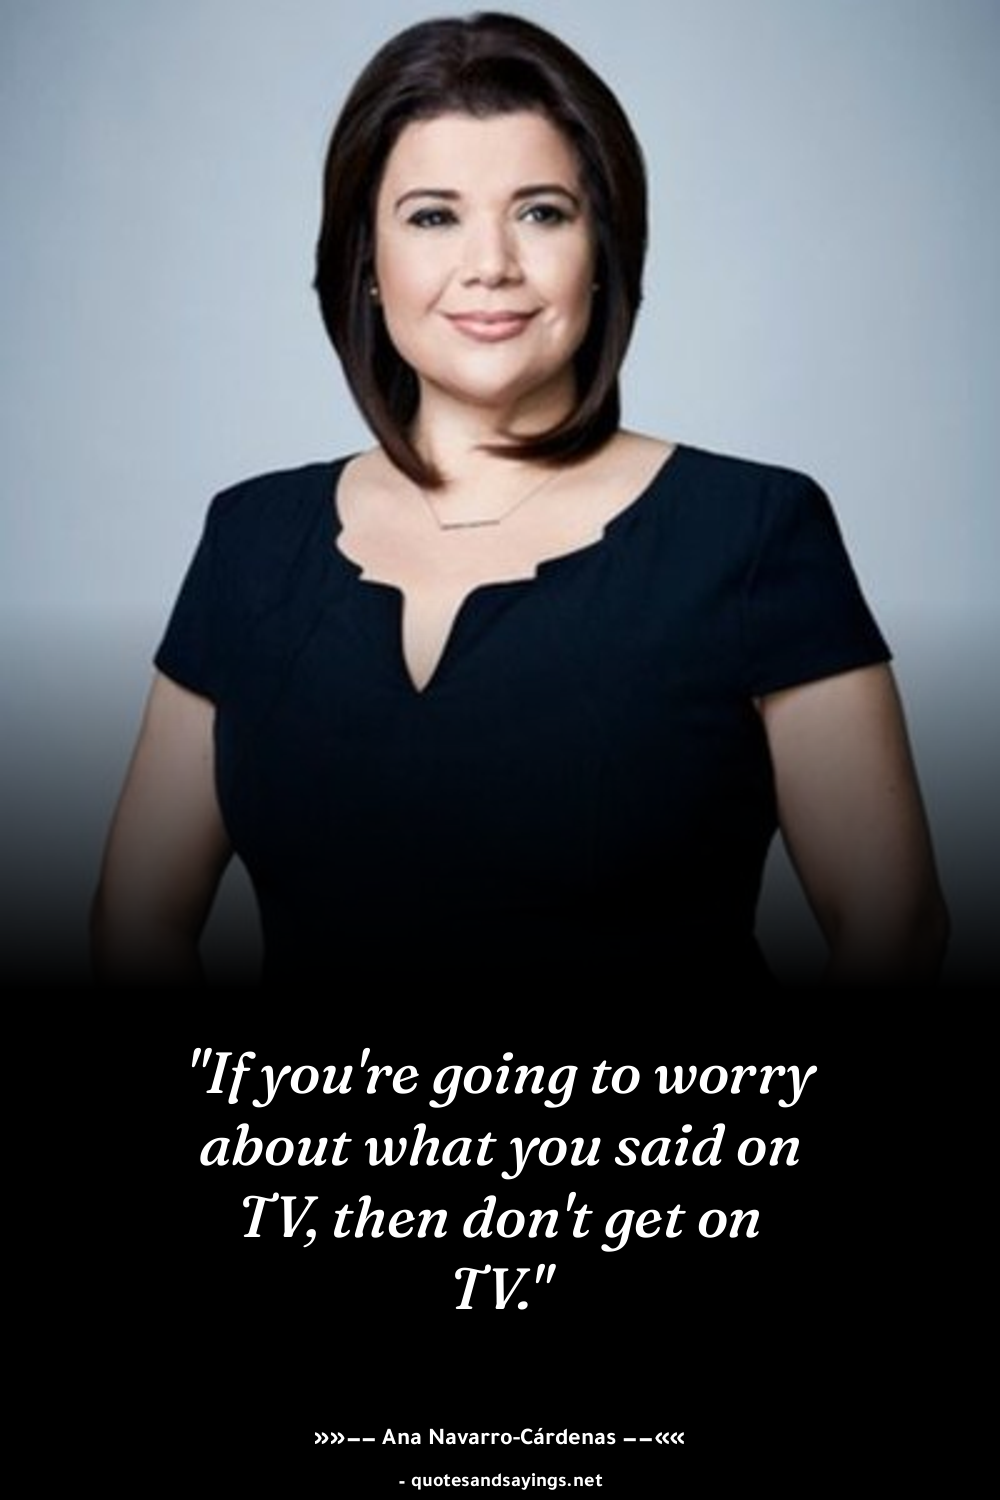 "If you're going to worry
about what you said on
TV, then don't get on
TV."
»»–– Ana Navarro-Cárdenas ––««
- quotesandsayings.net